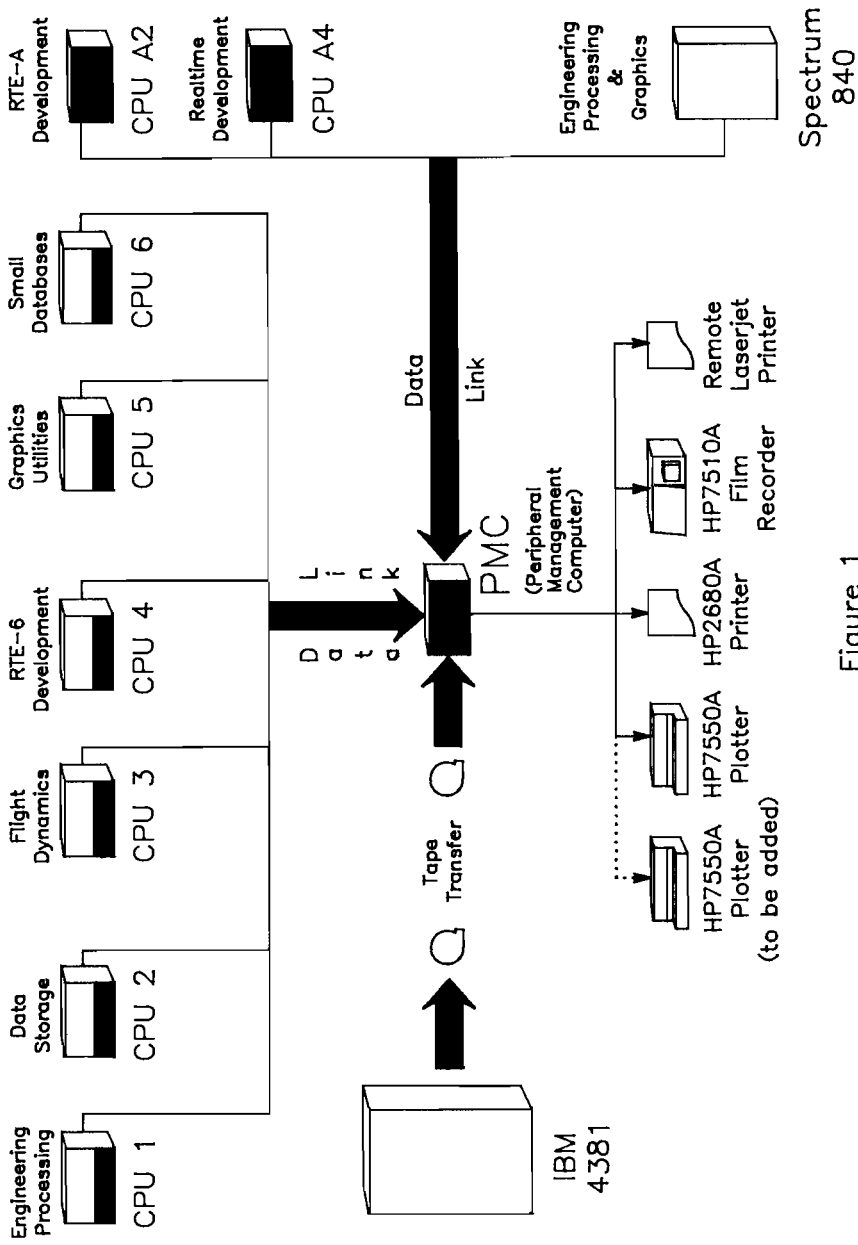 Engineering
Processing
CPU 1
Data
Storage
CPU 2
Flight
Dynamics
CPU 3
RTE-6
Development
CPU 4
Graphics
Utilities
CPU 5
Small
Databases
CPU 6
RTE-A
Development
CPU A2
Realtime
Development
CPU A4
Engineering
Processing
&
Graphics
Spectrum
840
Data
Link
Data
Link
IBM
4381
Tape
Transfer
PMC
(Peripheral
Management
Computer)
HP7550A
Plotter
(to be added)
HP7550A
Plotter
HP2680A
Printer
HP7510A
Film
Recorder
Remote
Laserjet
Printer
Figure 1